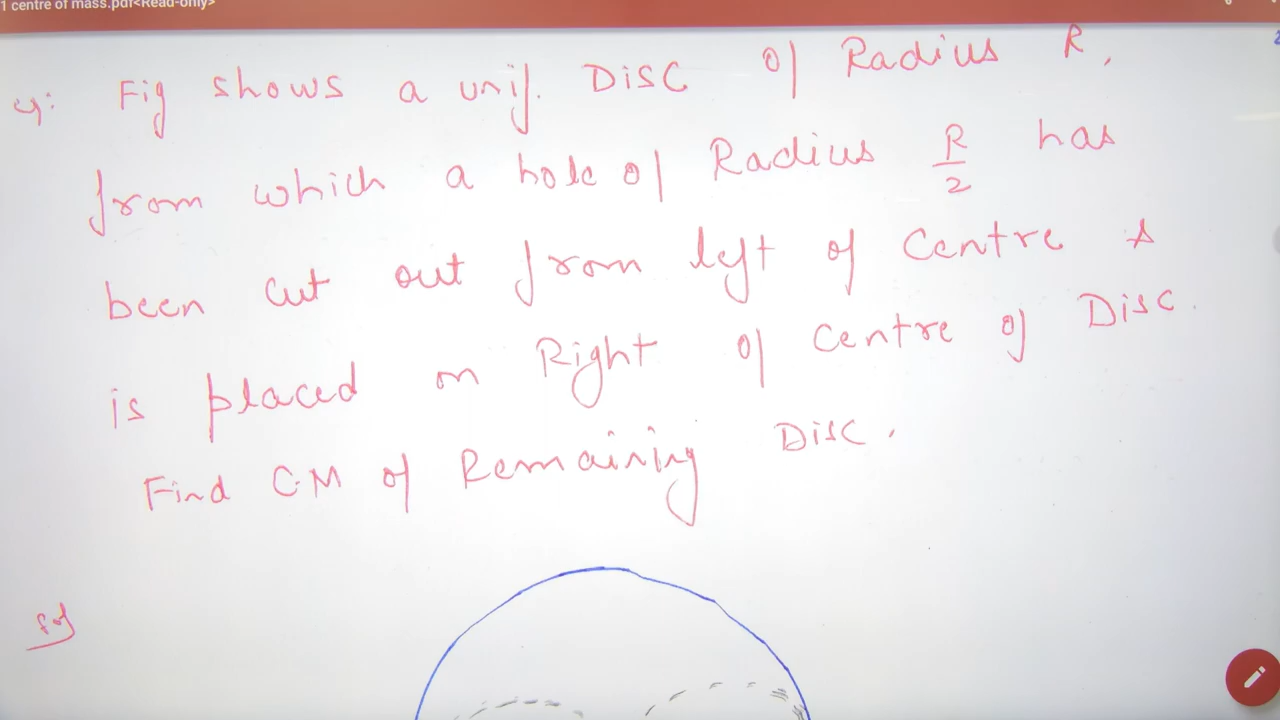 1 centre of mass.pdf<Read-only>
Fig shows a unif. DISC of Radius R,
from which a hole of Radius R/2 has
been cut out from left of Centre &
is placed on Right of centre of DISC.
Find C.M of Remaining DISC.